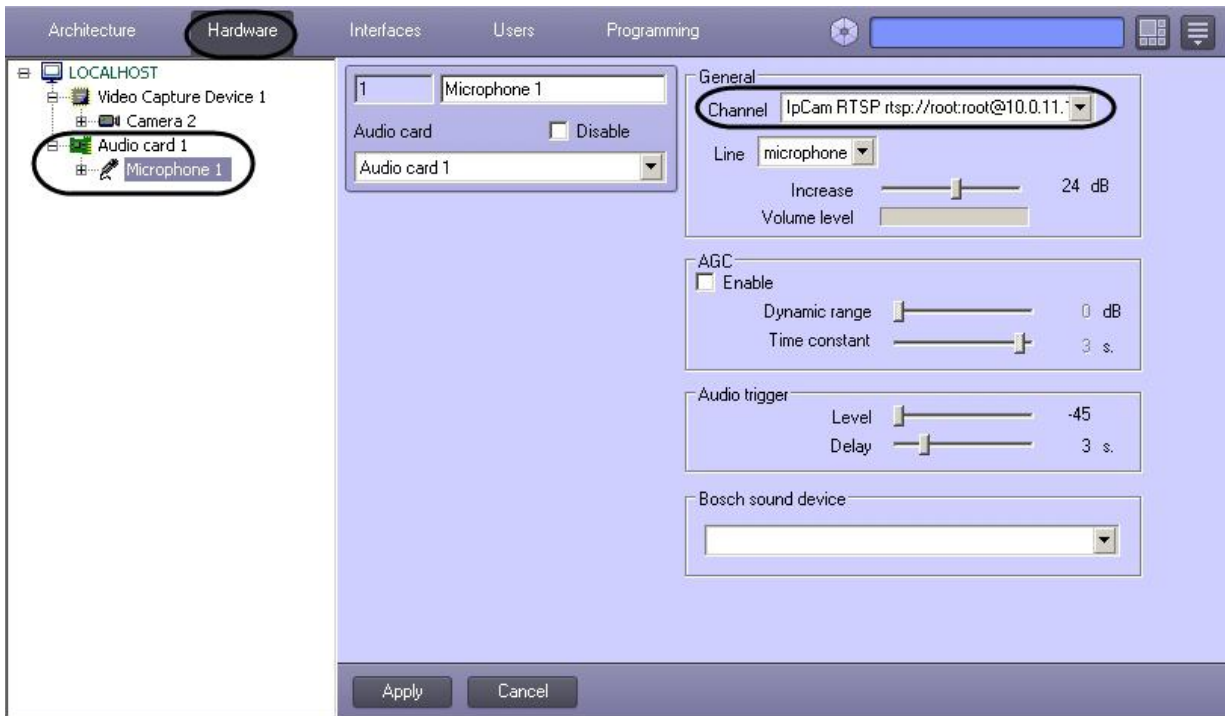 Architecture Hardware Interfaces Users Programming
LOCALHOST
Video Capture Device 1
Camera 2
Audio card 1
Microphone 1
1 Microphone 1
Audio card Disable
Audio card 1
General
Channel IpCam RTSP rtsp://root:root@10.0.11.
Line microphone
Increase 24 dB
Volume level
AGC
Enable
Dynamic range 0 dB
Time constant 3 s.
Audio trigger
Level -45
Delay 3 s.
Bosch sound device
Apply Cancel